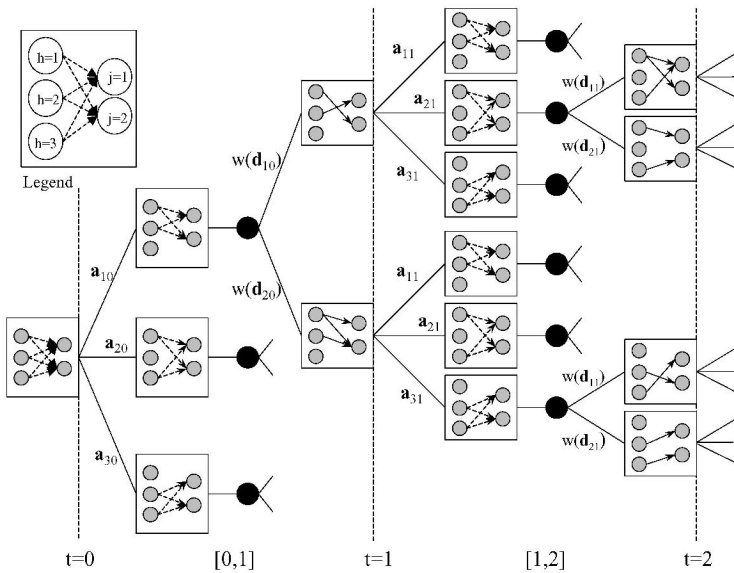 h=1
j=1
h=2
j=2
h=3
Legend
a₁₀
a₂₀
a₃₀
w(d₁₀)
w(d₂₀)
a₁₁
a₂₁
a₃₁
a₁₁
a₂₁
a₃₁
w(d₁₁)
w(d₂₁)
w(d₁₁)
w(d₂₁)
t=0 [0,1] t=1 [1,2] t=2